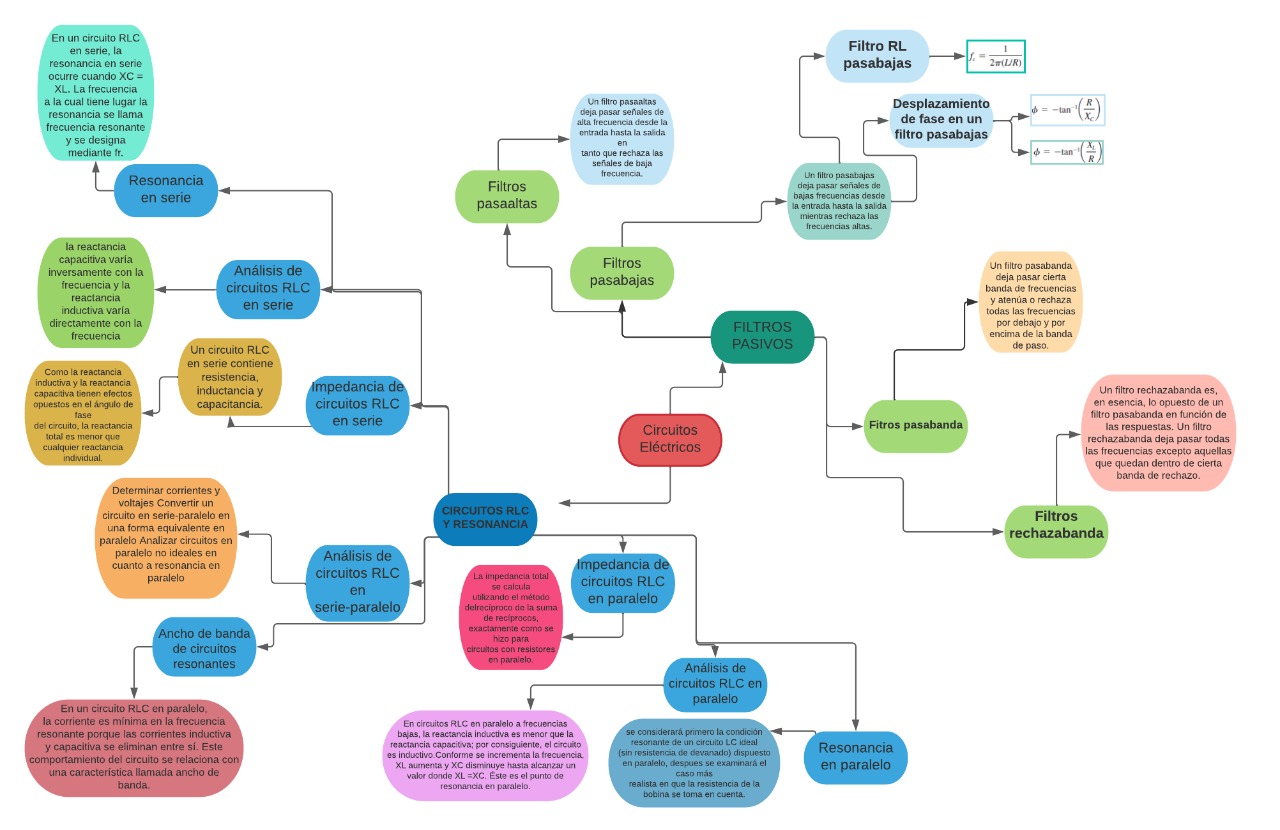 En un circuito RLC
en serie, la
resonancia en serie
ocurre cuando XC =
XL. La frecuencia
a la cual tiene lugar la
resonancia se llama
frecuencia resonante
y se designa
mediante fr.
Resonancia
en serie
la reactancia
capacitiva varía
inversamente con la
frecuencia y la
reactancia
inductiva varía
directamente con la
frecuencia
Análisis de
circuitos RLC
en serie
Un circuito RLC
en serie contiene
resistencia,
inductancia y
capacitancia.
Como la reactancia
inductiva y la reactancia
capacitiva tienen efectos
opuestos en el ángulo de
fase
del circuito, la reactancia
total es menor que
cualquier reactancia
individual.
Impedancia de
circuitos RLC
en serie
Determinar corrientes y
voltajes Convertir un
circuito en serie-paralelo en
una forma equivalente en
paralelo Analizar circuitos en
paralelo no ideales en
cuanto a resonancia en
paralelo
Análisis de
circuitos RLC
en
serie-paralelo
Ancho de banda
de circuitos
resonantes
En un circuito RLC en paralelo,
la corriente es mínima en la frecuencia
resonante porque las corrientes inductiva
y capacitiva se eliminan entre sí. Este
comportamiento del circuito se relaciona con
una característica llamada ancho de
banda.
CIRCUITOS RLC
Y RESONANCIA
Circuitos
Eléctricos
FILTROS
PASIVOS
Filtros
pasaaltas
Un filtro pasaaltas
deja pasar señales de
alta frecuencia desde la
entrada hasta la salida
en
tanto que rechaza las
señales de baja
frecuencia.
Filtros
pasabajas
Un filtro pasabajas
deja pasar señales de
bajas frecuencias desde
la entrada hasta la salida
mientras rechaza las
frecuencias altas.
Filtro RL
pasabajas
f_c = 1 / 2π(L/R)
Desplazamiento
de fase en un
filtro pasabajas
ϕ = −tan⁻¹(R/X_C)
ϕ = −tan⁻¹(X_L/R)
Un filtro pasabanda
deja pasar cierta
banda de frecuencias
y atenúa o rechaza
todas las frecuencias
por debajo y por
encima de la banda
de paso.
Fitros pasabanda
Un filtro rechazabanda es,
en esencia, lo opuesto de un
filtro pasabanda en función de
las respuestas. Un filtro
rechazabanda deja pasar todas
las frecuencias excepto aquellas
que quedan dentro de cierta
banda de rechazo.
Filtros
rechazabanda
Impedancia de
circuitos RLC
en paralelo
La impedancia total
se calcula
utilizando el método
delrecíproco de la suma
de recíprocos,
exactamente como se
hizo para
circuitos con resistores
en paralelo.
Análisis de
circuitos RLC en
paralelo
En circuitos RLC en paralelo a frecuencias
bajas, la reactancia inductiva es menor que la
reactancia capacitiva; por consiguiente, el circuito
es inductivo.Conforme se incrementa la frecuencia,
XL aumenta y XC disminuye hasta alcanzar un
valor donde XL =XC. Éste es el punto de
resonancia en paralelo.
Resonancia
en paralelo
se considerará primero la condición
resonante de un circuito LC ideal
(sin resistencia de devanado) dispuesto
en paralelo, despues se examinará el
caso más
realista en que la resistencia de la
bobina se toma en cuenta.